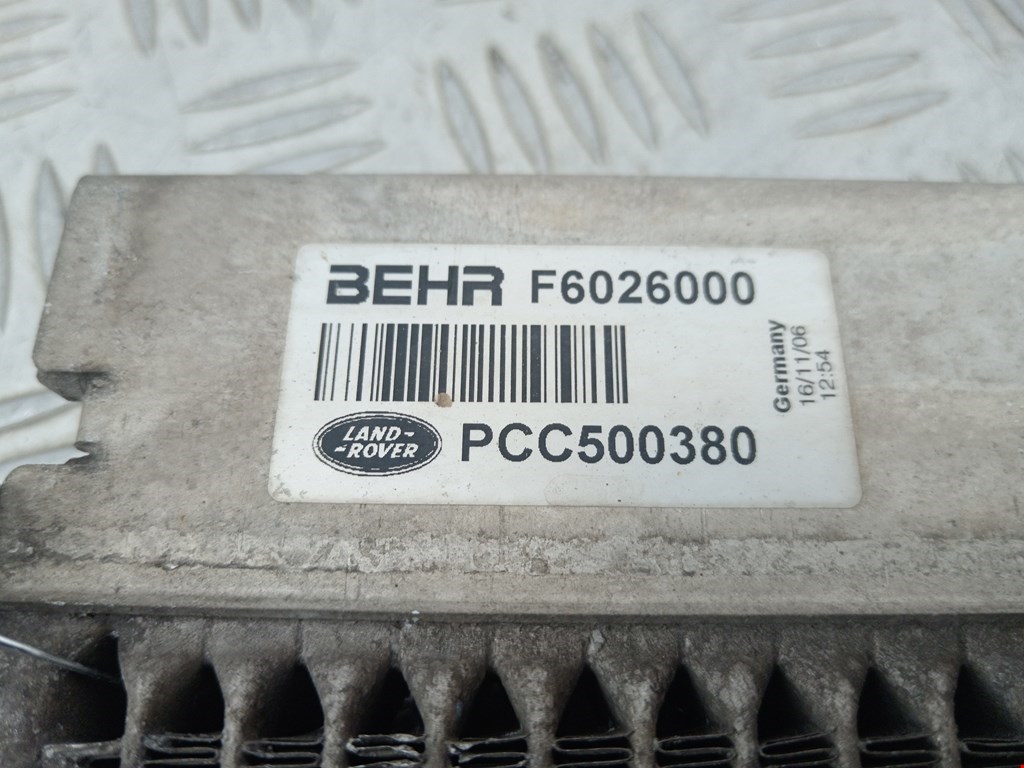 BEHR F6026000
LAND-
-ROVER
PCC500380
Germany
16/11/06
12:54